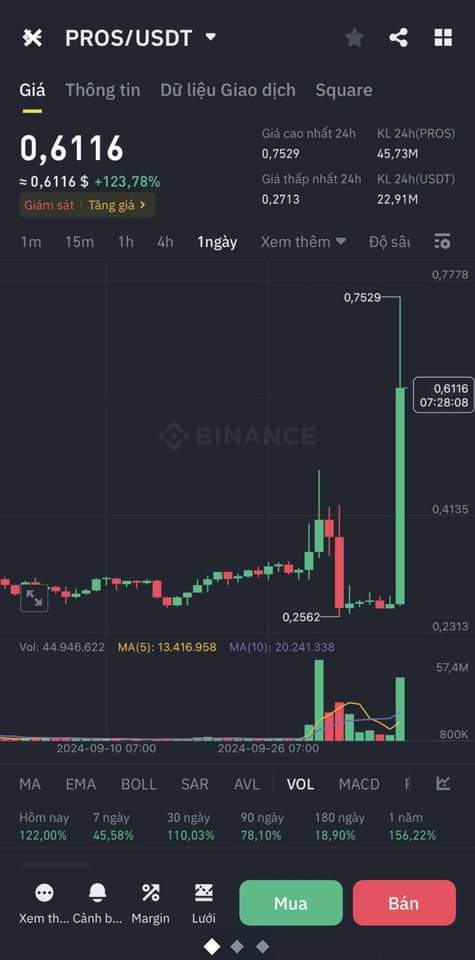 PROS/USDT
Giá Thông tin Dữ liệu Giao dịch Square
0,6116
≈ 0,6116 $ +123,78%
Giám sát Tăng giá
Giá cao nhất 24h KL 24h(PROS)
0,7529 45,73M
Giá thấp nhất 24h KL 24h(USDT)
0,2713 22,91M
1m 15m 1h 4h 1ngày Xem thêm Độ sâu
0,7778
0,7529
0,6116
07:28:08
BINANCE
0,4135
0,2562
0,2313
Vol: 44.946.622 MA(5): 13.416.958 MA(10): 20.241.338
57,4M
800K
2024-09-10 07:00 2024-09-26 07:00
MA EMA BOLL SAR AVL VOL MACD
Hôm nay 7 ngày 30 ngày 90 ngày 180 ngày 1 năm
122,00% 45,58% 110,03% 78,10% 18,90% 156,22%
Xem th... Cảnh b... Margin Lưới
Mua Bán